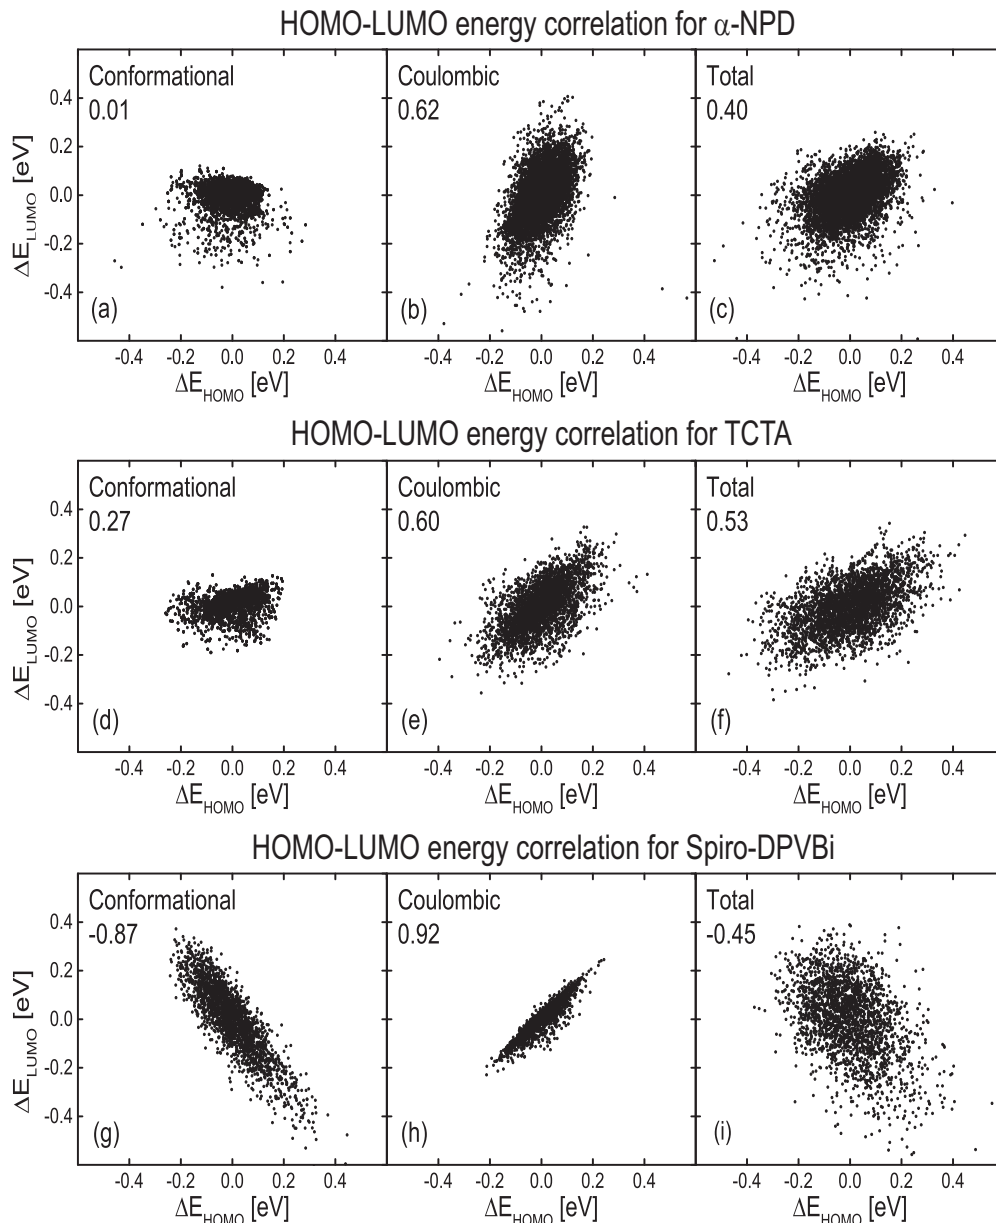 HOMO-LUMO energy correlation for α-NPD
Conformational
0.01
Coulombic
0.62
Total
0.40
0.4
0.2
0.0
-0.2
-0.4
ΔE_LUMO [eV]
(a)
(b)
(c)
-0.4 -0.2 0.0 0.2 0.4 -0.4 -0.2 0.0 0.2 0.4 -0.4 -0.2 0.0 0.2 0.4
ΔE_HOMO [eV] ΔE_HOMO [eV] ΔE_HOMO [eV]
HOMO-LUMO energy correlation for TCTA
Conformational
0.27
Coulombic
0.60
Total
0.53
0.4
0.2
0.0
-0.2
-0.4
ΔE_LUMO [eV]
(d)
(e)
(f)
-0.4 -0.2 0.0 0.2 0.4 -0.4 -0.2 0.0 0.2 0.4 -0.4 -0.2 0.0 0.2 0.4
ΔE_HOMO [eV] ΔE_HOMO [eV] ΔE_HOMO [eV]
HOMO-LUMO energy correlation for Spiro-DPVBi
Conformational
-0.87
Coulombic
0.92
Total
-0.45
0.4
0.2
0.0
-0.2
-0.4
ΔE_LUMO [eV]
(g)
(h)
(i)
-0.4 -0.2 0.0 0.2 0.4 -0.4 -0.2 0.0 0.2 0.4 -0.4 -0.2 0.0 0.2 0.4
ΔE_HOMO [eV] ΔE_HOMO [eV] ΔE_HOMO [eV]